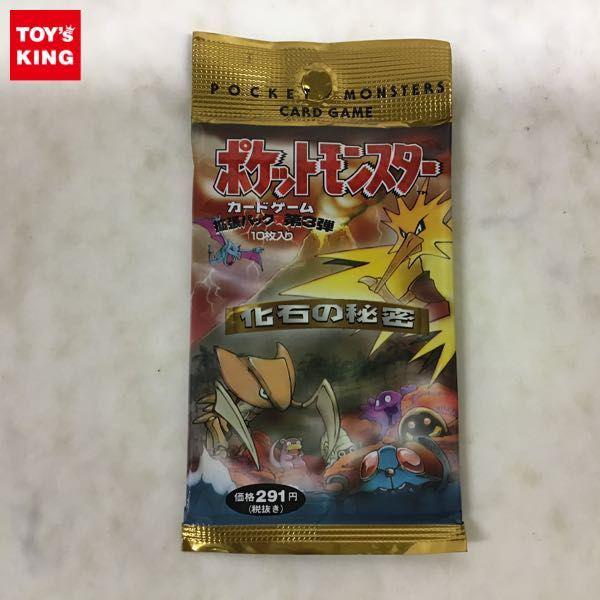 TOY's
KING
POCKET MONSTERS
CARD GAME
ポケットモンスター
カードゲーム
拡張パック 第3弾
10枚入り
化石の秘密
価格291円
(税抜き)